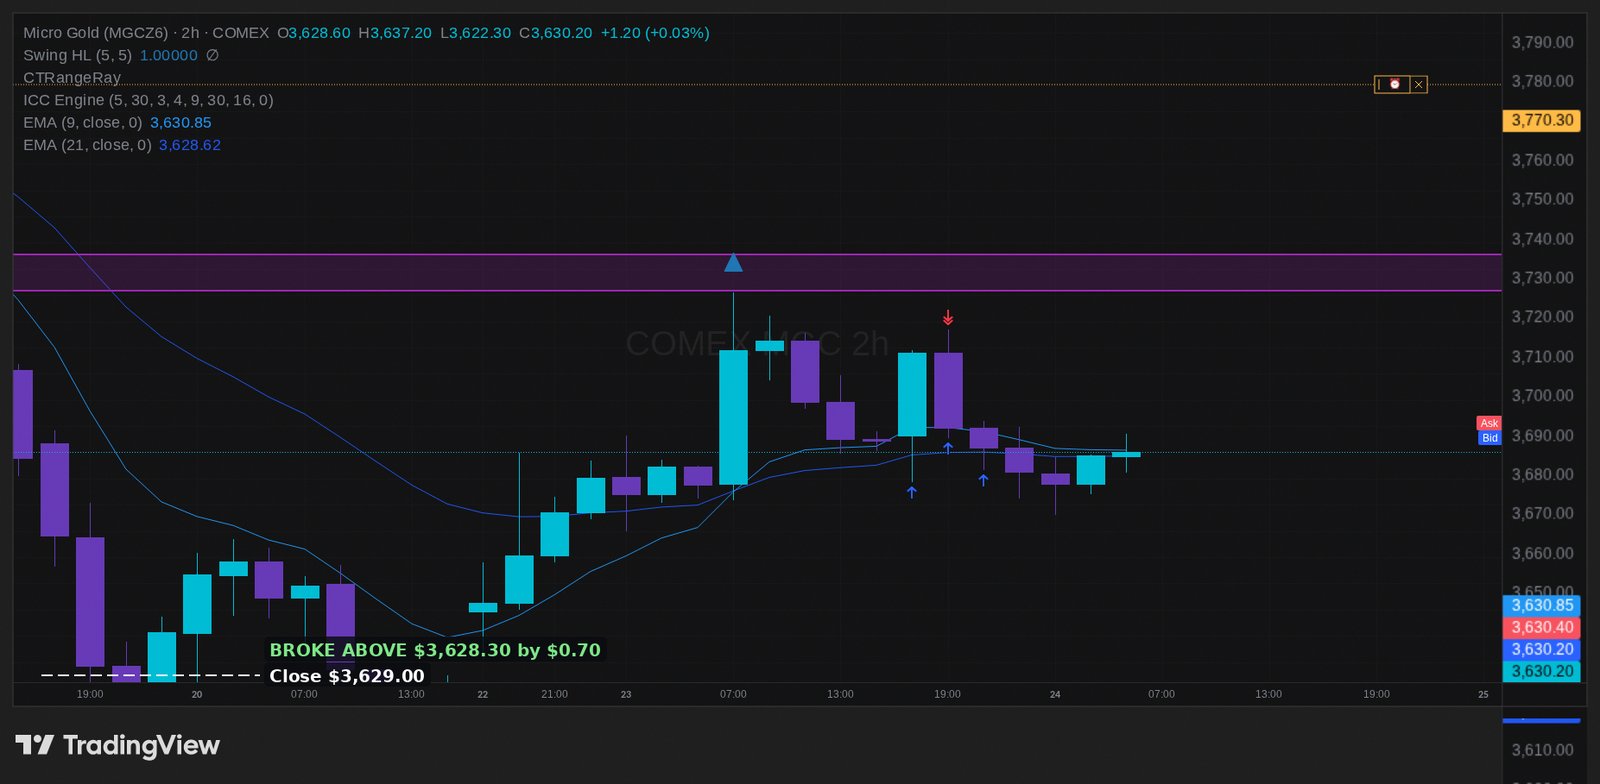 Micro Gold (MGCZ6) · 2h · COMEX O3,628.60 H3,637.20 L3,622.30 C3,630.20 +1.20 (+0.03%)
Swing HL (5, 5) 1.00000 ∅
CTRangeRay
ICC Engine (5, 30, 3, 4, 9, 30, 16, 0)
EMA (9, close, 0) 3,630.85
EMA (21, close, 0) 3,628.62
COMEX MGC 2h
3,790.00
3,780.00
3,770.30
3,760.00
3,750.00
3,740.00
3,730.00
3,720.00
3,710.00
3,700.00
Ask
Bid
3,690.00
3,680.00
3,670.00
3,660.00
3,650.00
3,630.85
3,630.40
3,630.20
3,630.20
BROKE ABOVE $3,628.30 by $0.70
Close $3,629.00
19:00 20 07:00 13:00 22 21:00 23 07:00 13:00 19:00 24 07:00 13:00 19:00 25
TradingView
3,610.00